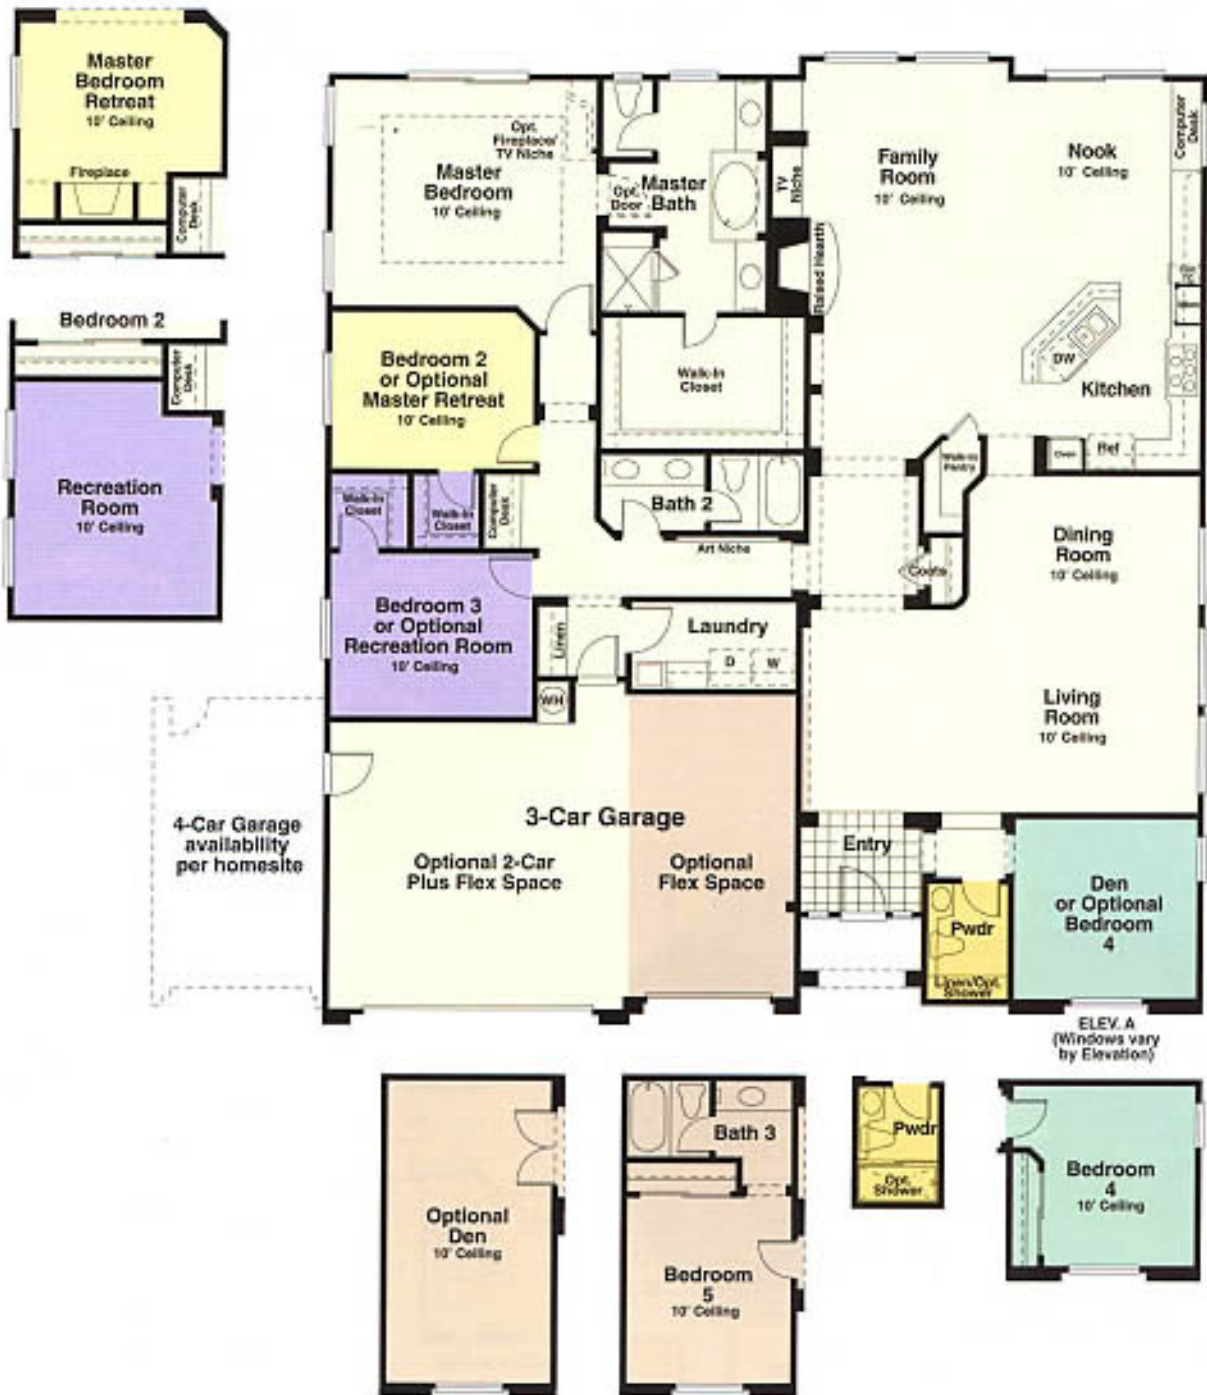 Master
Bedroom
Retreat
10' Ceiling
Fireplace
Computer
Desk
Bedroom 2
Computer
Desk
Recreation
Room
10' Ceiling
Opt.
Fireplace/
TV Niche
Master
Bedroom
10' Ceiling
Opt.
Door
Master
Bath
TV
Niche
Raised Hearth
Family
Room
10' Ceiling
Nook
10' Ceiling
Computer
Desk
DW
Kitchen
Oven
Ref
Walk-In
Pantry
Bedroom 2
or Optional
Master Retreat
10' Ceiling
Walk-In
Closet
Walk-In
Closet
Walk-In
Closet
Computer
Desk
Bath 2
Art Niche
Coats
Dining
Room
10' Ceiling
Bedroom 3
or Optional
Recreation Room
10' Ceiling
Linen
Laundry
D
W
WH
Living
Room
10' Ceiling
4-Car Garage
availability
per homesite
3-Car Garage
Optional 2-Car
Plus Flex Space
Optional
Flex Space
Entry
Pwdr
Linen/Opt.
Shower
Den
or Optional
Bedroom
4
ELEV. A
(Windows vary
by Elevation)
Optional
Den
10' Ceiling
Bath 3
Bedroom
5
10' Ceiling
Pwdr
Opt.
Shower
Bedroom
4
10' Ceiling